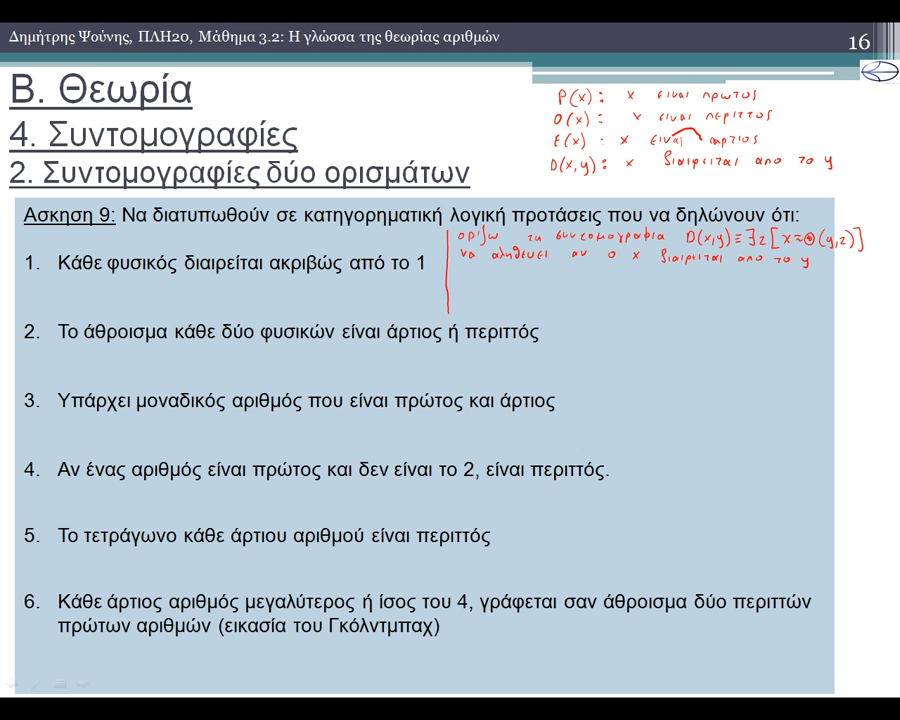 Δημήτρης Ψούνης, ΠΛΗ20, Μάθημα 3.2: Η γλώσσα της θεωρίας αριθμών
16
Β. Θεωρία
4. Συντομογραφίες
2. Συντομογραφίες δύο ορισμάτων
P(x): x ειναι πρωτος
O(x): x ειναι περιττος
E(x): x ειναι αρτιος
D(x,y): x διαιρειται απο το y
Ασκηση 9: Να διατυπωθούν σε κατηγορηματική λογική προτάσεις που να δηλώνουν ότι:
οριζω τη συντομογραφια D(x,y)≡∃z[x≈⊗(y,z)]
να αληθευει αν ο x διαιρειται απο το y
1. Κάθε φυσικός διαιρείται ακριβώς από το 1
2. Το άθροισμα κάθε δύο φυσικών είναι άρτιος ή περιττός
3. Υπάρχει μοναδικός αριθμός που είναι πρώτος και άρτιος
4. Αν ένας αριθμός είναι πρώτος και δεν είναι το 2, είναι περιττός.
5. Το τετράγωνο κάθε άρτιου αριθμού είναι περιττός
6. Κάθε άρτιος αριθμός μεγαλύτερος ή ίσος του 4, γράφεται σαν άθροισμα δύο περιττών
πρώτων αριθμών (εικασία του Γκόλντμπαχ)